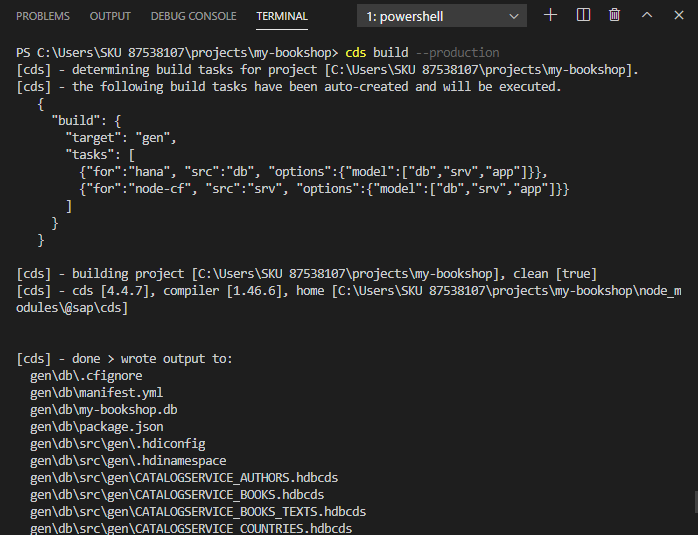 PROBLEMS OUTPUT DEBUG CONSOLE TERMINAL 1: powershell
PS C:\Users\SKU 87538107\projects\my-bookshop> cds build --production
[cds] - determining build tasks for project [C:\Users\SKU 87538107\projects\my-bookshop].
[cds] - the following build tasks have been auto-created and will be executed.
{
"build": {
"target": "gen",
"tasks": [
{"for":"hana", "src":"db", "options":{"model":["db","srv","app"]}},
{"for":"node-cf", "src":"srv", "options":{"model":["db","srv","app"]}}
]
}
}
[cds] - building project [C:\Users\SKU 87538107\projects\my-bookshop], clean [true]
[cds] - cds [4.4.7], compiler [1.46.6], home [C:\Users\SKU 87538107\projects\my-bookshop\node_m
odules\@sap\cds]
[cds] - done > wrote output to:
gen\db\.cfignore
gen\db\manifest.yml
gen\db\my-bookshop.db
gen\db\package.json
gen\db\src\gen\.hdiconfig
gen\db\src\gen\.hdinamespace
gen\db\src\gen\CATALOGSERVICE_AUTHORS.hdbcds
gen\db\src\gen\CATALOGSERVICE_BOOKS.hdbcds
gen\db\src\gen\CATALOGSERVICE_BOOKS_TEXTS.hdbcds
gen\db\src\gen\CATALOGSERVICE_COUNTRIES.hdbcds